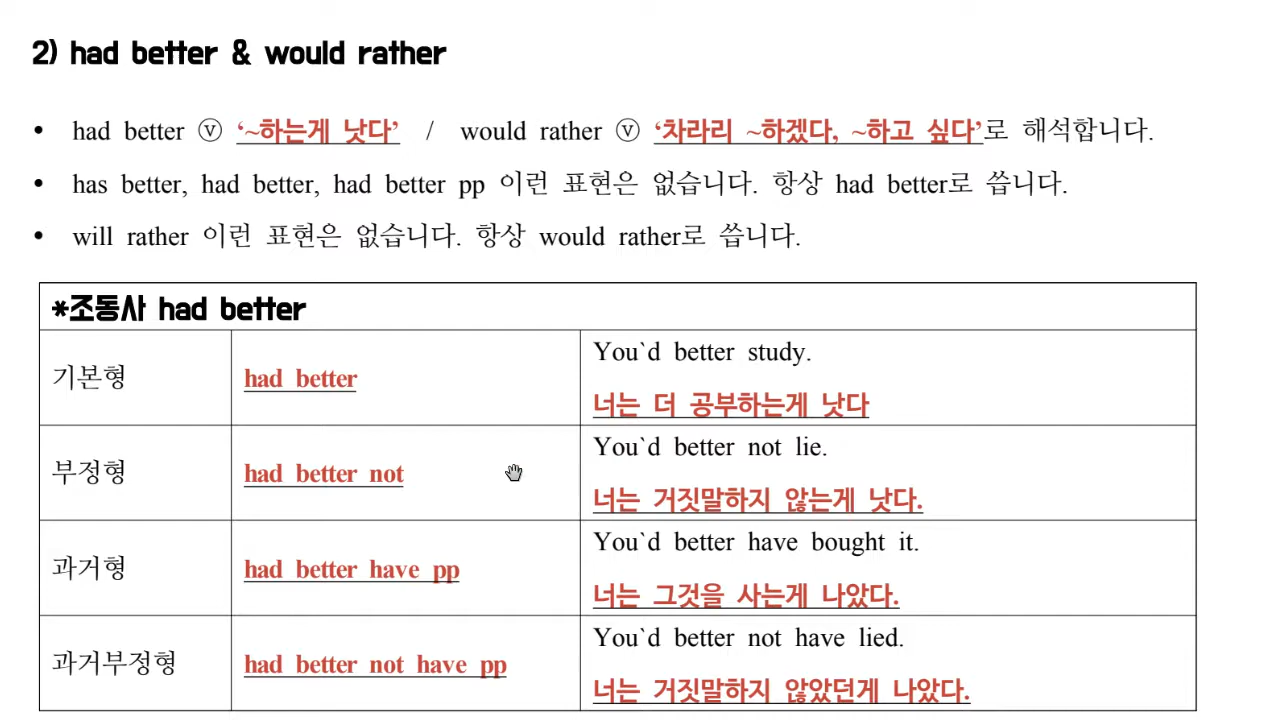 2) had better & would rather
• had better ⓥ ‘~하는게 낫다’ / would rather ⓥ ‘차라리 ~하겠다, ~하고 싶다’로 해석합니다.
• has better, had better, had better pp 이런 표현은 없습니다. 항상 had better로 씁니다.
• will rather 이런 표현은 없습니다. 항상 would rather로 씁니다.
*조동사 had better
기본형
had better
You`d better study.
너는 더 공부하는게 낫다
부정형
had better not
You`d better not lie.
너는 거짓말하지 않는게 낫다.
과거형
had better have pp
You`d better have bought it.
너는 그것을 사는게 나았다.
과거부정형
had better not have pp
You`d better not have lied.
너는 거짓말하지 않았던게 나았다.